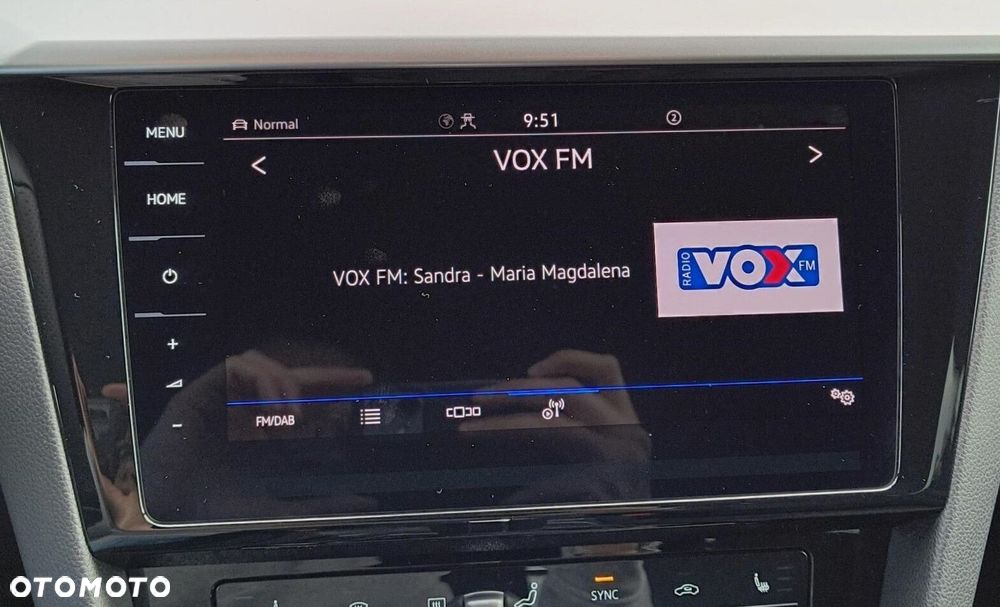 MENU
Normal
9:51
2
VOX FM
HOME
VOX FM: Sandra - Maria Magdalena
RADIO VOX FM
+
-
FM/DAB
SYNC
OTOMOTO